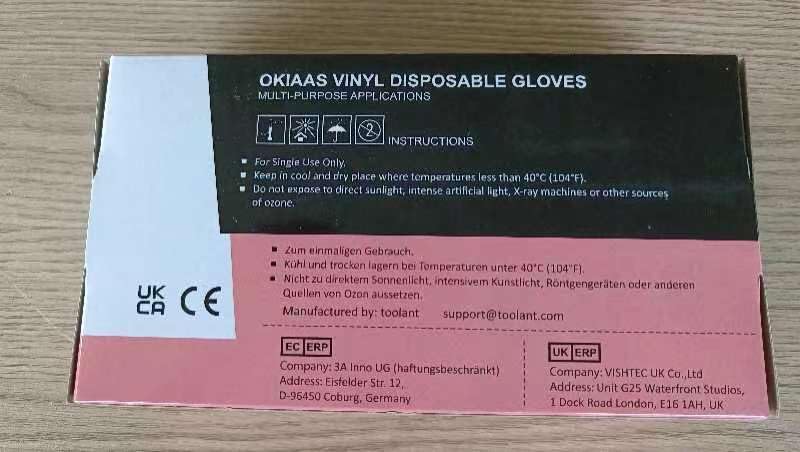 OKIAAS VINYL DISPOSABLE GLOVES
MULTI-PURPOSE APPLICATIONS
2 INSTRUCTIONS
▪ For Single Use Only.
▪ Keep in cool and dry place where temperatures less than 40°C (104°F).
▪ Do not expose to direct sunlight, intense artificial light, X-ray machines or other sources
of ozone.
▪ Zum einmaligen Gebrauch.
▪ Kühl und trocken lagern bei Temperaturen unter 40°C (104°F).
▪ Nicht zu direktem Sonnenlicht, intensivem Kunstlicht, Röntgengeräten oder anderen
Quellen von Ozon aussetzen.
Manufactured by: toolant support@toolant.com
UK
CA CE
EC ERP
Company: 3A Inno UG (haftungsbeschränkt)
Address: Eisfelder Str. 12,
D-96450 Coburg, Germany
UK ERP
Company: VISHTEC UK Co.,Ltd
Address: Unit G25 Waterfront Studios,
1 Dock Road London, E16 1AH, UK